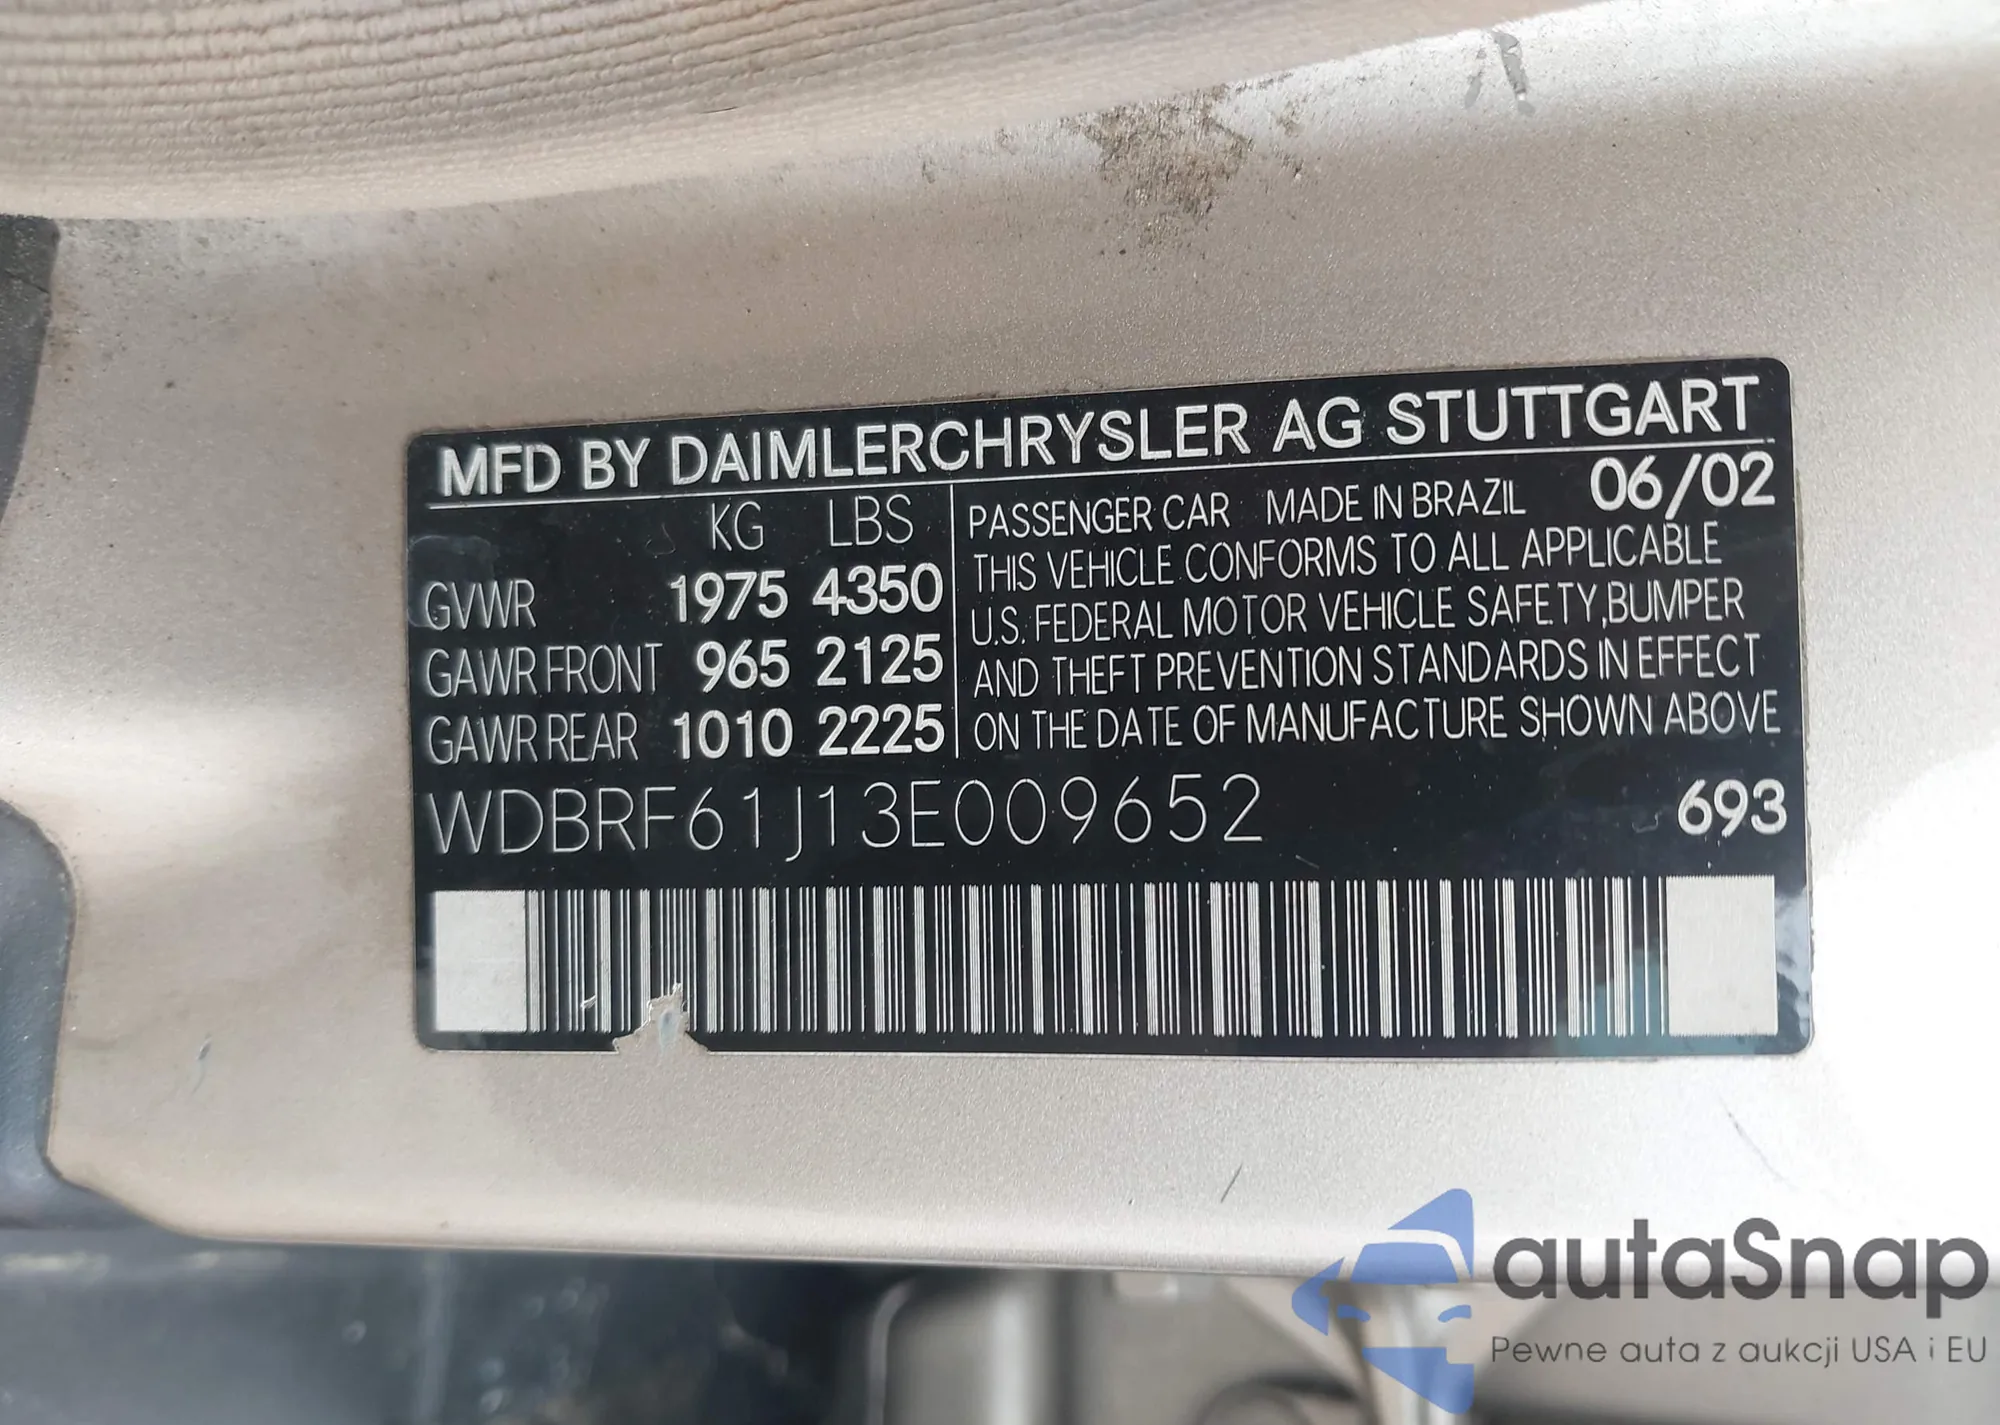 MFD BY DAIMLERCHRYSLER AG STUTTGART
KG LBS
GVWR 1975 4350
GAWR FRONT 965 2125
GAWR REAR 1010 2225
PASSENGER CAR MADE IN BRAZIL 06/02
THIS VEHICLE CONFORMS TO ALL APPLICABLE
U.S. FEDERAL MOTOR VEHICLE SAFETY, BUMPER
AND THEFT PREVENTION STANDARDS IN EFFECT
ON THE DATE OF MANUFACTURE SHOWN ABOVE
WDBRF61J13E009652 693
autaSnap
Pewne auta z aukcji USA i EU